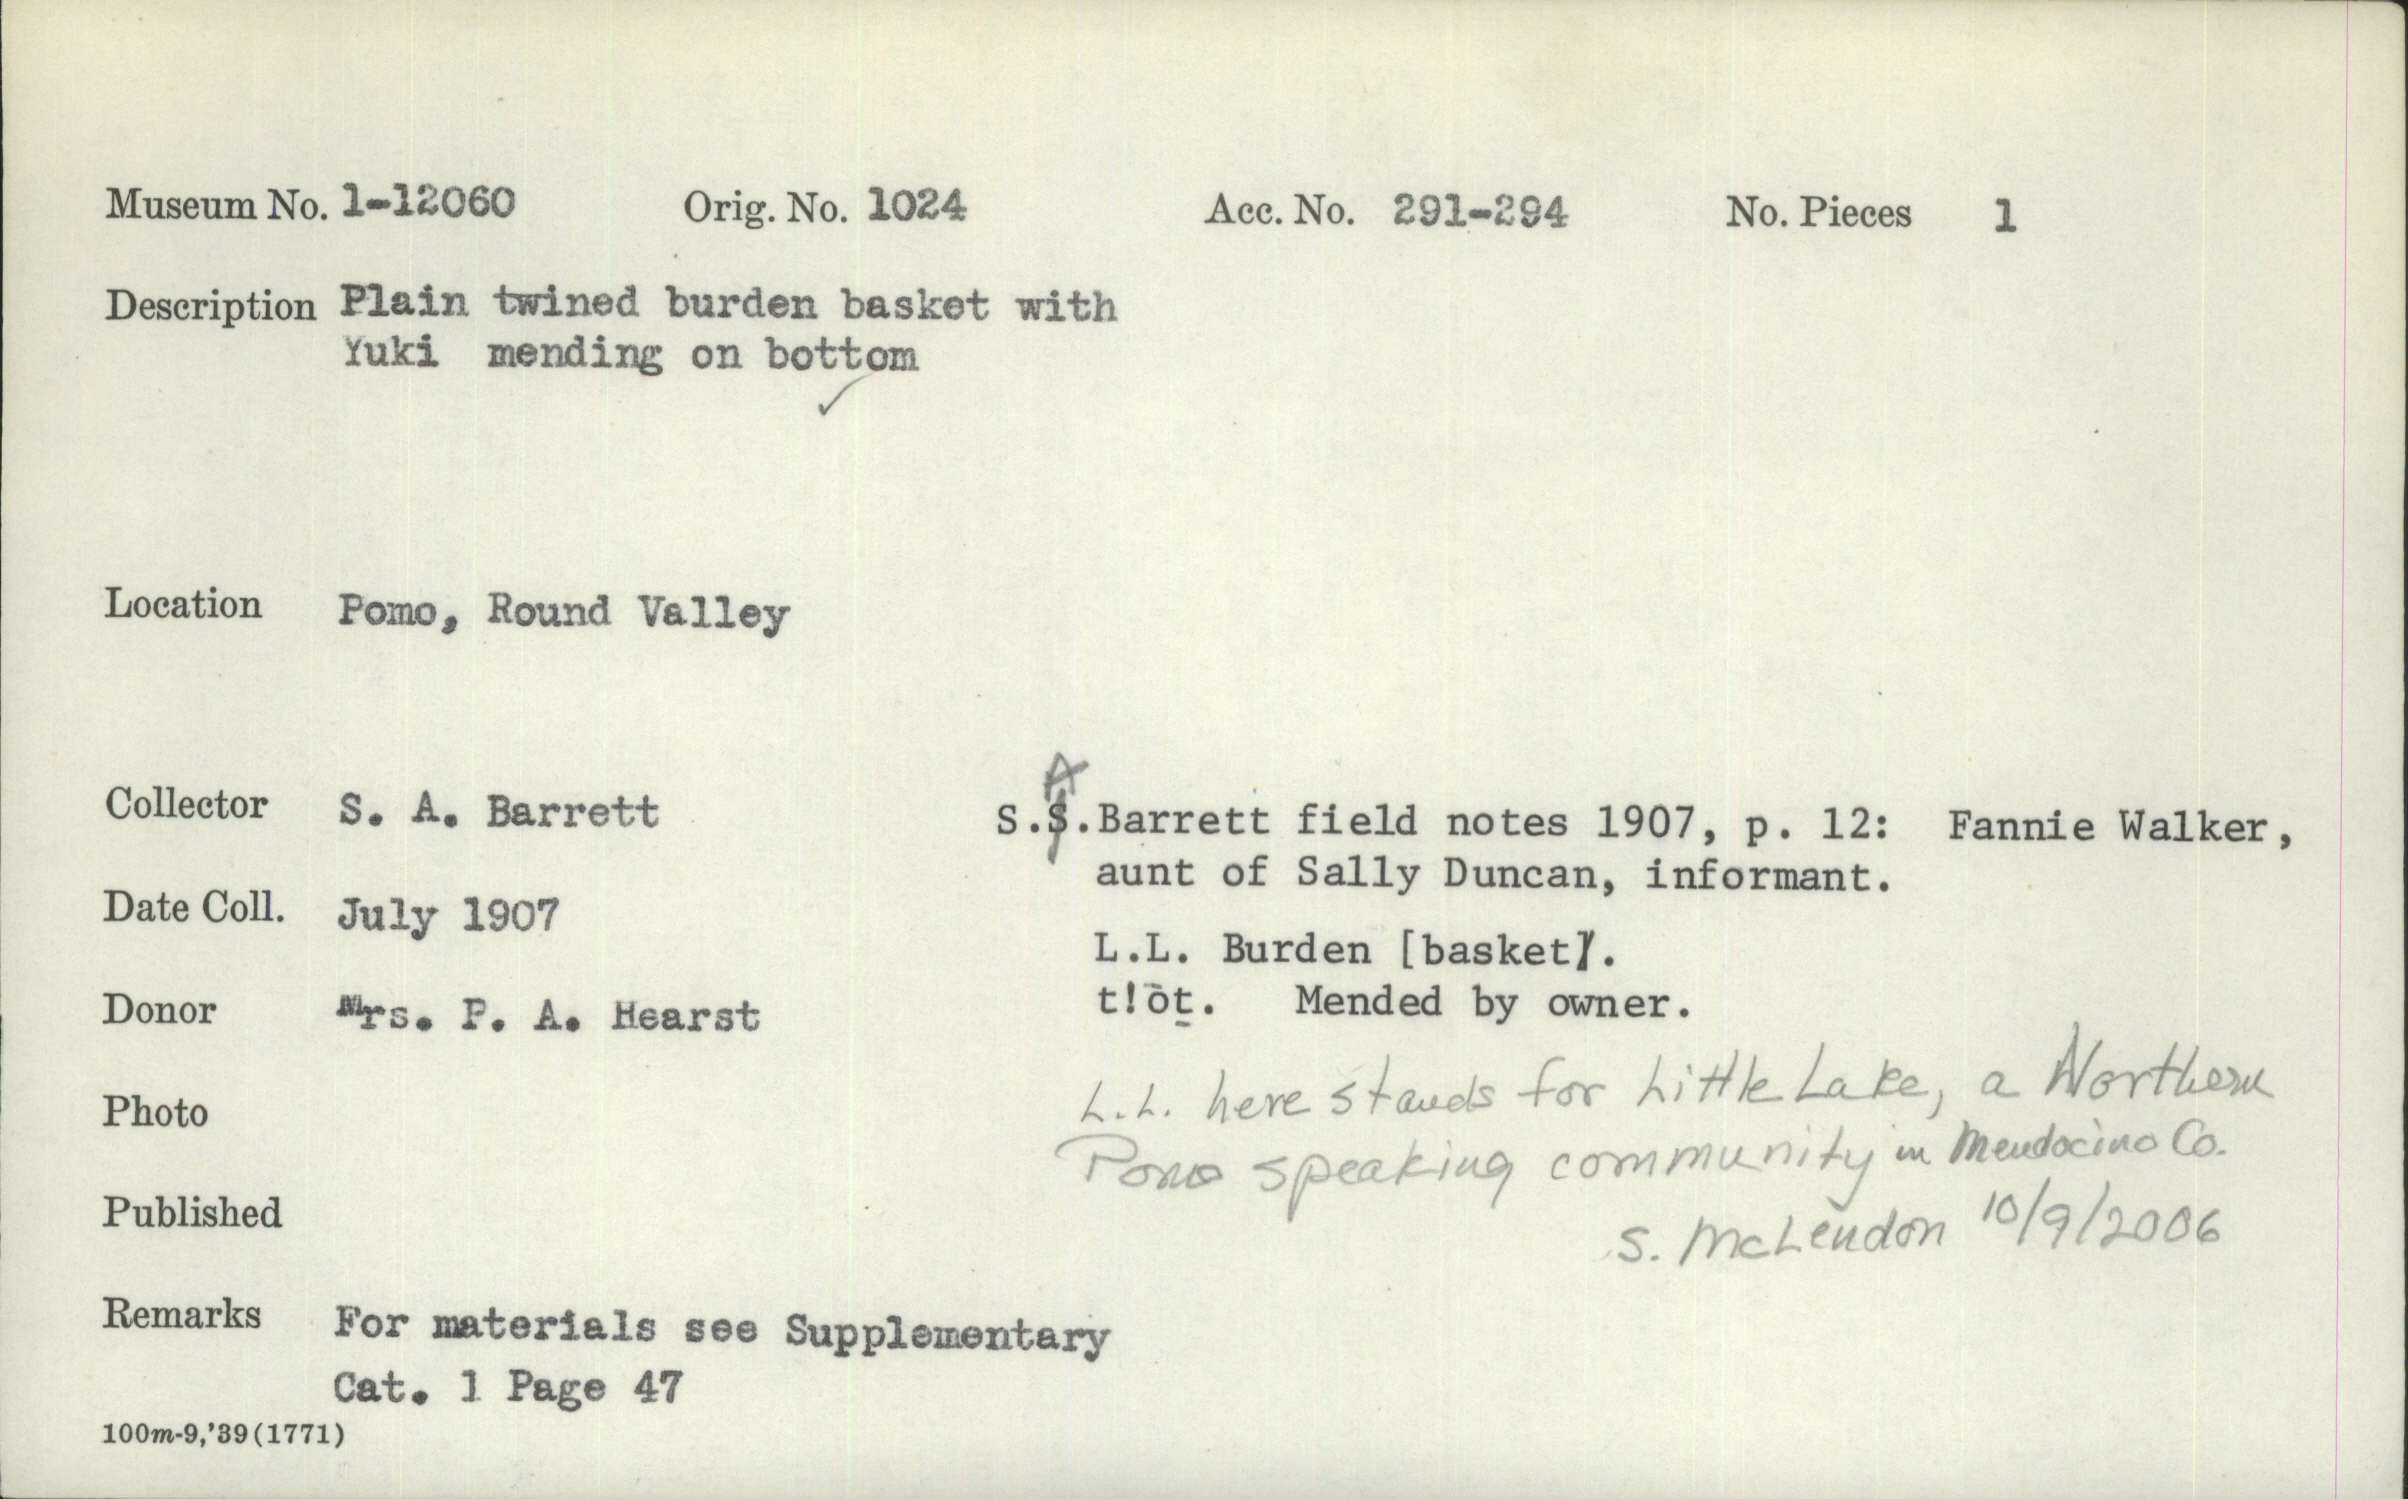 Museum No. 1-12060 Orig. No. 1024 Acc. No. 291-294 No. Pieces 1
Description Plain twined burden basket with
Yuki mending on bottom
✓
Location Pomo, Round Valley
Collector S. A. Barrett
Date Coll. July 1907
Donor Mrs. P. A. Hearst
Photo
Published
Remarks For materials see Supplementary
Cat. 1 Page 47
100m-9,'39(1771)
A
S.S.Barrett field notes 1907, p. 12: Fannie Walker,
aunt of Sally Duncan, informant.
L.L. Burden [basket].
t!ōṯ. Mended by owner.
L.L. here stands for Little Lake, a Northern
Pomo speaking community in Mendocino Co.
S. McLendon 10/9/2006